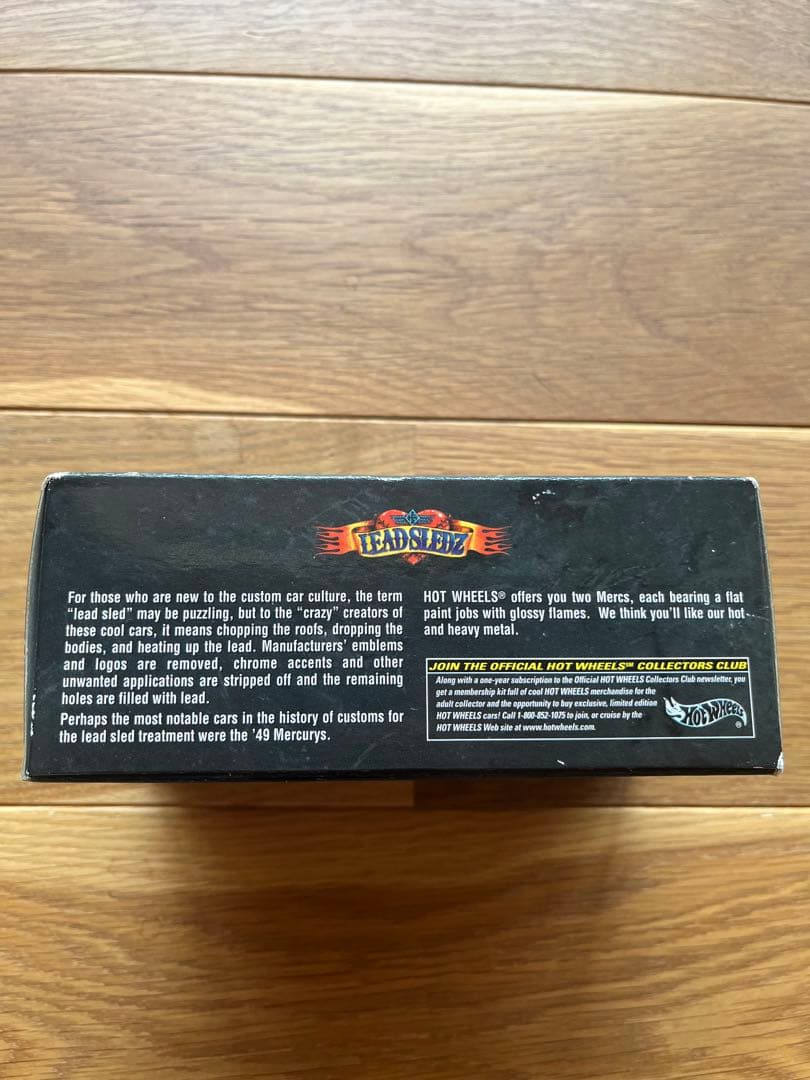 LEAD SLEDZ
For those who are new to the custom car culture, the term
"lead sled" may be puzzling, but to the "crazy" creators of
these cool cars, it means chopping the roofs, dropping the
bodies, and heating up the lead. Manufacturers' emblems
and logos are removed, chrome accents and other
unwanted applications are stripped off and the remaining
holes are filled with lead.
Perhaps the most notable cars in the history of customs for
the lead sled treatment were the '49 Mercurys.
HOT WHEELS® offers you two Mercs, each bearing a flat
paint jobs with glossy flames. We think you'll like our hot
and heavy metal.
JOIN THE OFFICIAL HOT WHEELS℠ COLLECTORS CLUB
Along with a one-year subscription to the Official HOT WHEELS Collectors Club newsletter, you
get a membership kit full of cool HOT WHEELS merchandise for the
adult collector and the opportunity to buy exclusive, limited edition
HOT WHEELS cars! Call 1-800-852-1075 to join, or cruise by the
HOT WHEELS Web site at www.hotwheels.com.
HOT WHEELS®